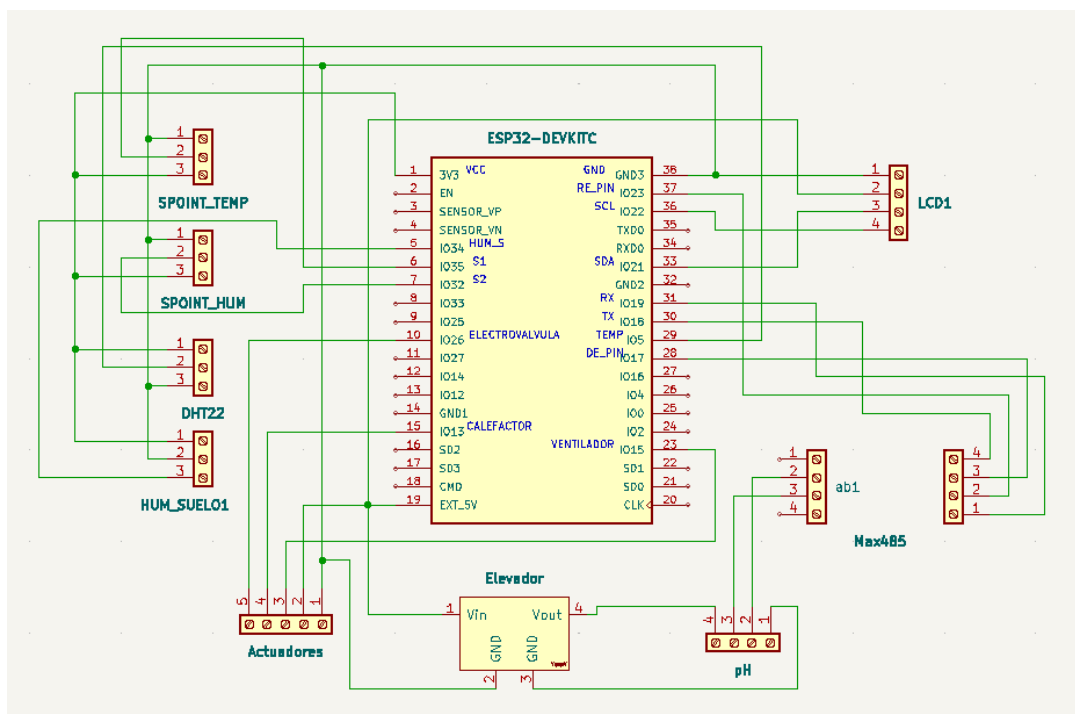 ESP32-DEVKITC
1 3V3 VCC
2 EN
3 SENSOR_VP
4 SENSOR_VN
5 IO34 HUM_S
6 IO35 S1
7 IO32 S2
8 IO33
9 IO25
10 IO26 ELECTROVALVULA
11 IO27
12 IO14
13 IO12
14 GND1
15 IO13 CALEFACTOR
16 SD2
17 SD3
18 CMD
19 EXT_5V
GND GND3 38
RE_PIN IO23 37
SCL IO22 36
TXD0 35
RXD0 34
SDA IO21 33
GND2 32
RX IO19 31
TX IO18 30
TEMP IO5 29
DE_PIN IO17 28
IO16 27
IO4 26
IO0 25
IO2 24
VENTILADOR IO15 23
SD1 22
SD0 21
CLK 20
1
2
3
SPOINT_TEMP
1
2
3
SPOINT_HUM
1
2
3
DHT22
1
2
3
HUM_SUELO1
1
2
3
4
LCD1
1
2
3
4
ab1
4
3
2
1
Max485
5 4 3 2 1
Actuadores
Elevador
1 Vin Vout 4
GND GND
2 3
4 3 2 1
pH